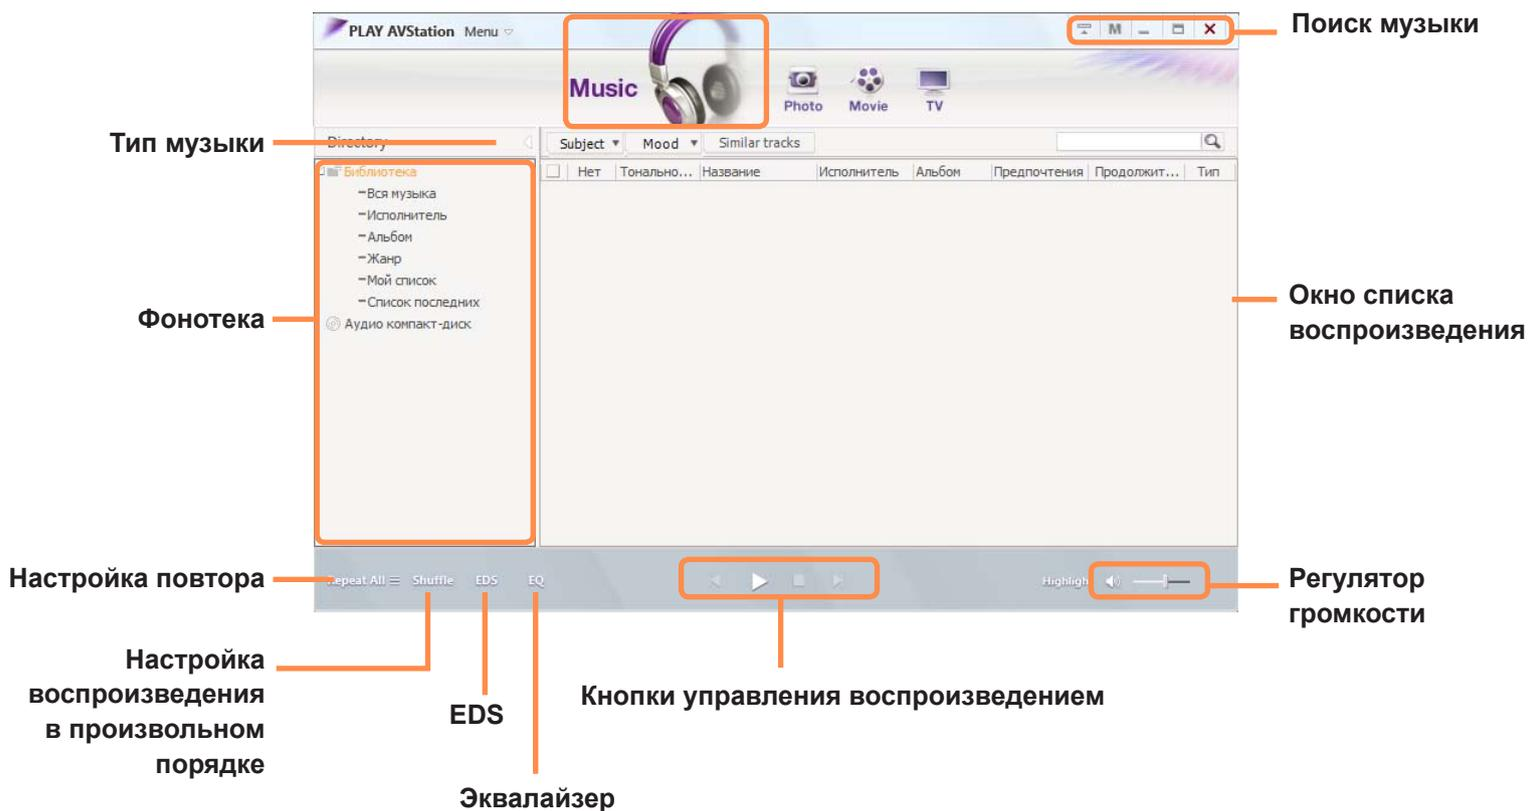 PLAY AVStation Menu
M
Поиск музыки
Music
Photo Movie TV
Тип музыки
Directory
Subject Mood Similar tracks
Библиотека
Нет Тонально... Название Исполнитель Альбом Предпочтения Продолжит... Тип
Вся музыка
Исполнитель
Альбом
Жанр
Мой список
Список последних
Аудио компакт-диск
Фонотека
Окно списка
воспроизведения
Настройка повтора
Repeat All Shuffle EDS EQ
Highligh
Регулятор
громкости
Настройка
воспроизведения
в произвольном
порядке
EDS
Кнопки управления воспроизведением
Эквалайзер